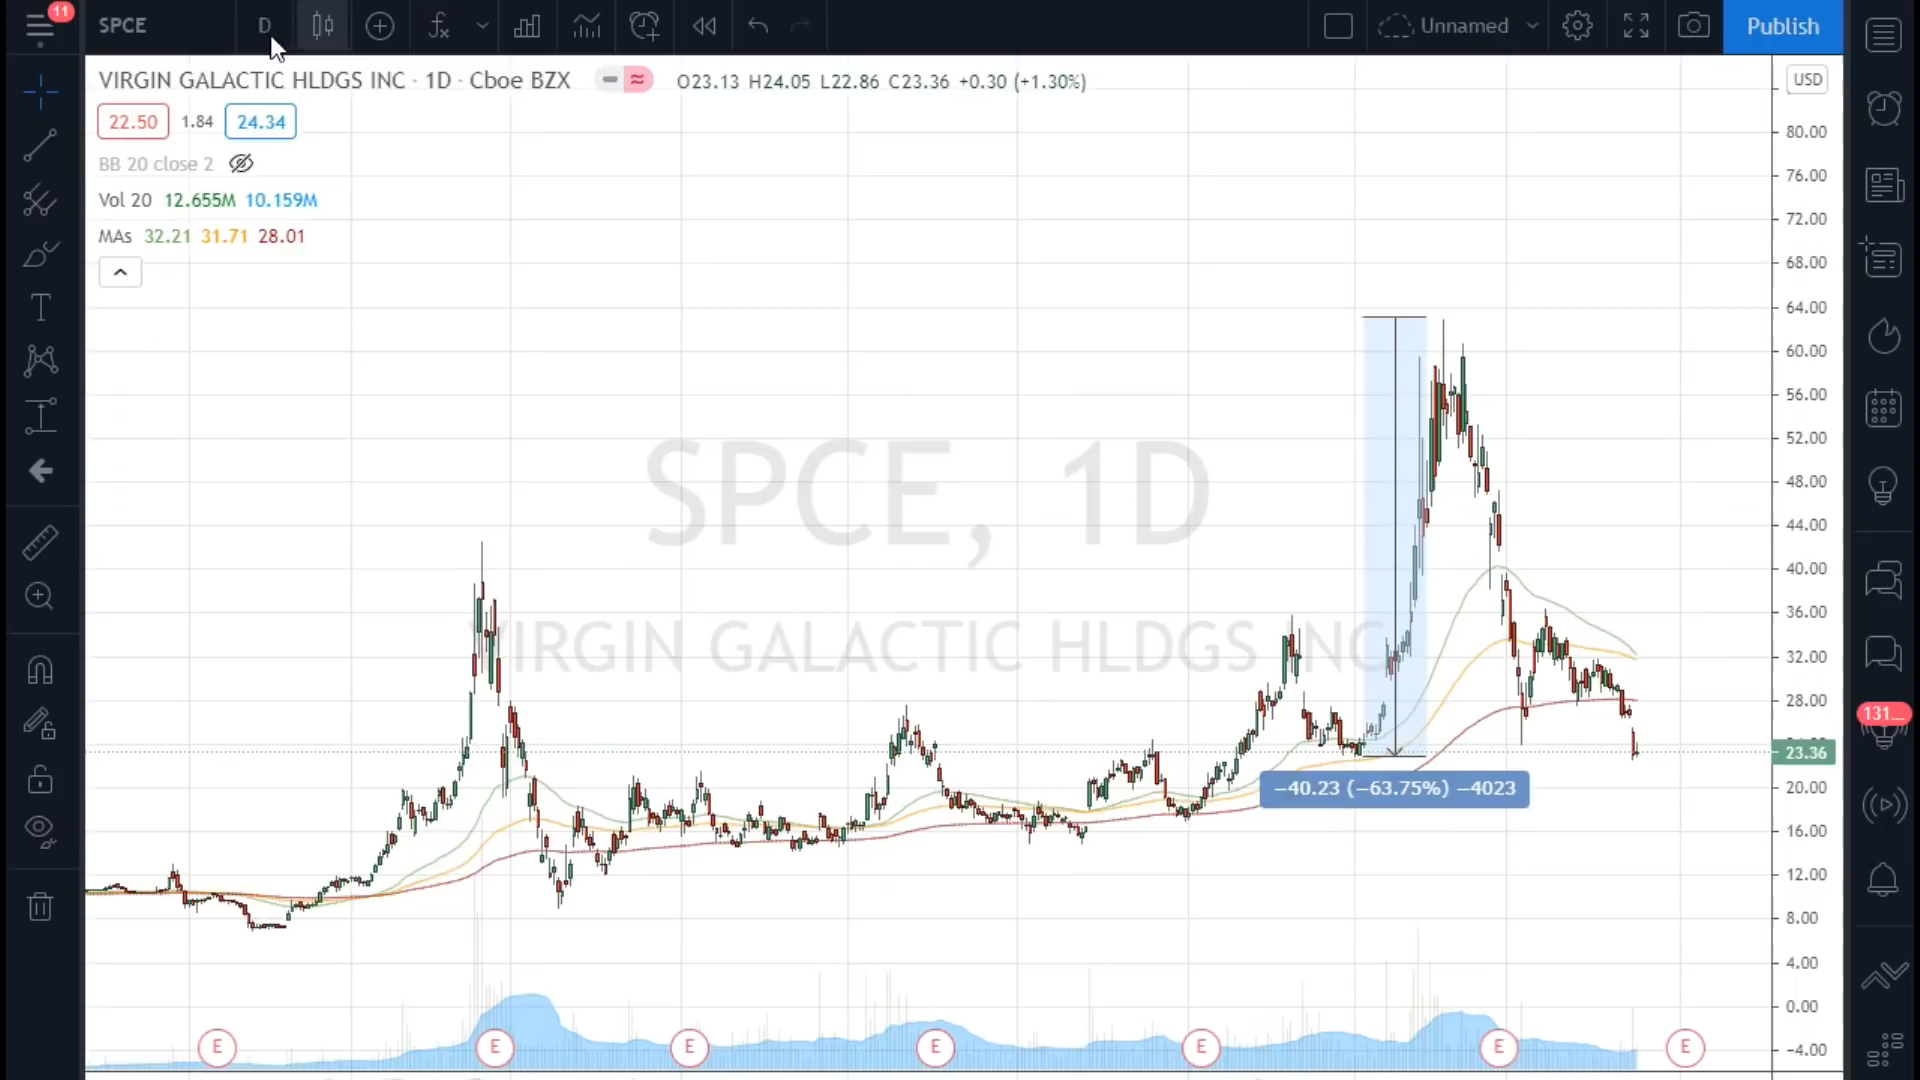 11
SPCE
D
Unnamed
Publish
VIRGIN GALACTIC HLDGS INC · 1D · Cboe BZX
O23.13 H24.05 L22.86 C23.36 +0.30 (+1.30%)
USD
22.50 1.84 24.34
BB 20 close 2
Vol 20 12.655M 10.159M
MAs 32.21 31.71 28.01
80.00
76.00
72.00
68.00
64.00
60.00
56.00
52.00
48.00
44.00
40.00
36.00
32.00
28.00
23.36
20.00
16.00
12.00
8.00
4.00
0.00
−4.00
SPCE, 1D
VIRGIN GALACTIC HLDGS INC
131...
−40.23 (−63.75%) −4023
E E E E E E E